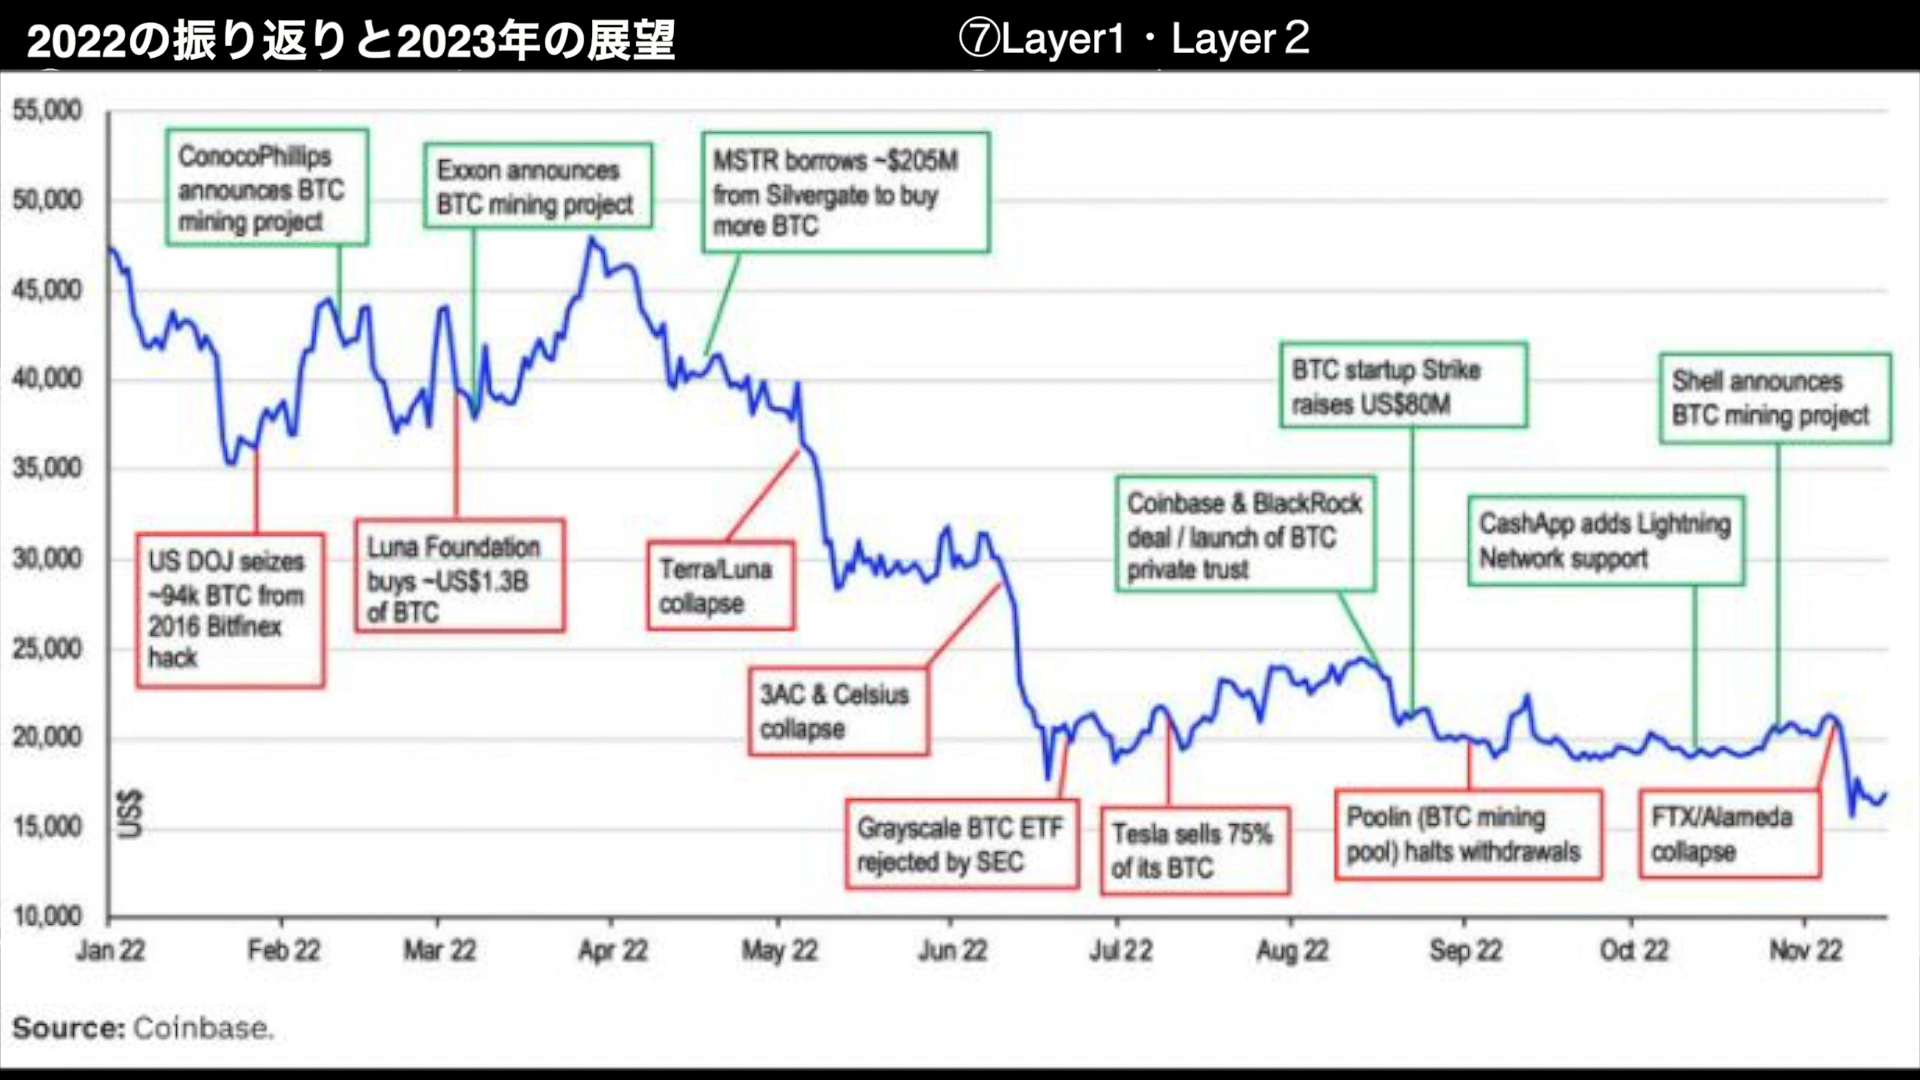 2022の振り返りと2023年の展望
⑦Layer1・Layer２
55,000
50,000
45,000
40,000
35,000
30,000
25,000
20,000
15,000
10,000
US$
ConocoPhillips
announces BTC
mining project
Exxon announces
BTC mining project
MSTR borrows ~$205M
from Silvergate to buy
more BTC
BTC startup Strike
raises US$80M
Shell announces
BTC mining project
Coinbase & BlackRock
deal / launch of BTC
private trust
CashApp adds Lightning
Network support
US DOJ seizes
~94k BTC from
2016 Bitfinex
hack
Luna Foundation
buys ~US$1.3B
of BTC
Terra/Luna
collapse
3AC & Celsius
collapse
Grayscale BTC ETF
rejected by SEC
Tesla sells 75%
of its BTC
Poolin (BTC mining
pool) halts withdrawals
FTX/Alameda
collapse
Jan 22
Feb 22
Mar 22
Apr 22
May 22
Jun 22
Jul 22
Aug 22
Sep 22
Oct 22
Nov 22
Source: Coinbase.